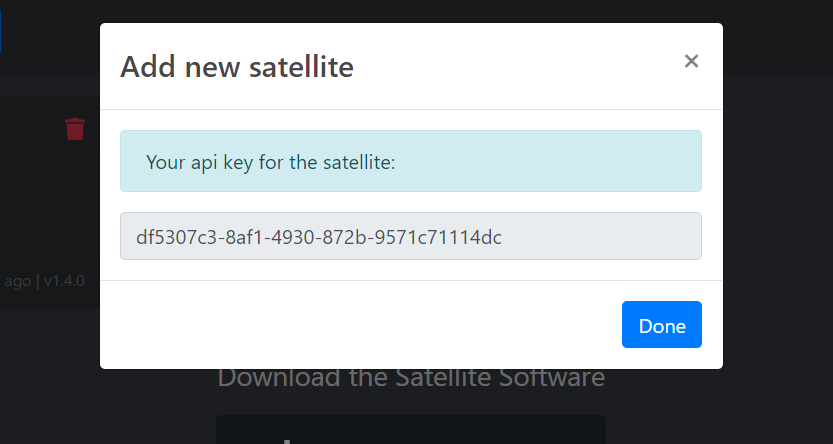 Add new satellite
×
Your api key for the satellite:
df5307c3-8af1-4930-872b-9571c71114dc
ago | v1.4.0
Done
Download the Satellite Software